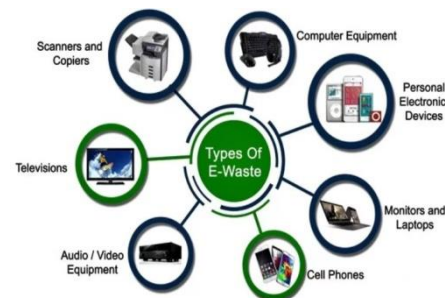 Scanners and
Copiers
Computer Equipment
Personal
Electronic
Devices
Types Of
E-Waste
Televisions
Monitors and
Laptops
Audio / Video
Equipment
Cell Phones